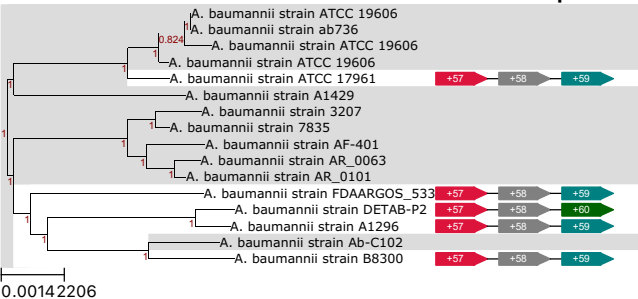 A. baumannii strain ATCC 19606
1 A. baumannii strain ab736
0.824 A. baumannii strain ATCC 19606
1 A. baumannii strain ATCC 19606
1 A. baumannii strain ATCC 17961 +57 +58 +59
1 A. baumannii strain A1429
A. baumannii strain 3207
1 1 A. baumannii strain 7835
1 A. baumannii strain AF-401
1 A. baumannii strain AR_0063
1 1 1 A. baumannii strain AR_0101
A. baumannii strain FDAARGOS_533 +57 +58 +59
1 A. baumannii strain DETAB-P2 +57 +58 +60
1 1 A. baumannii strain A1296 +57 +58 +59
A. baumannii strain Ab-C102
1 A. baumannii strain B8300 +57 +58 +59
0.00142206